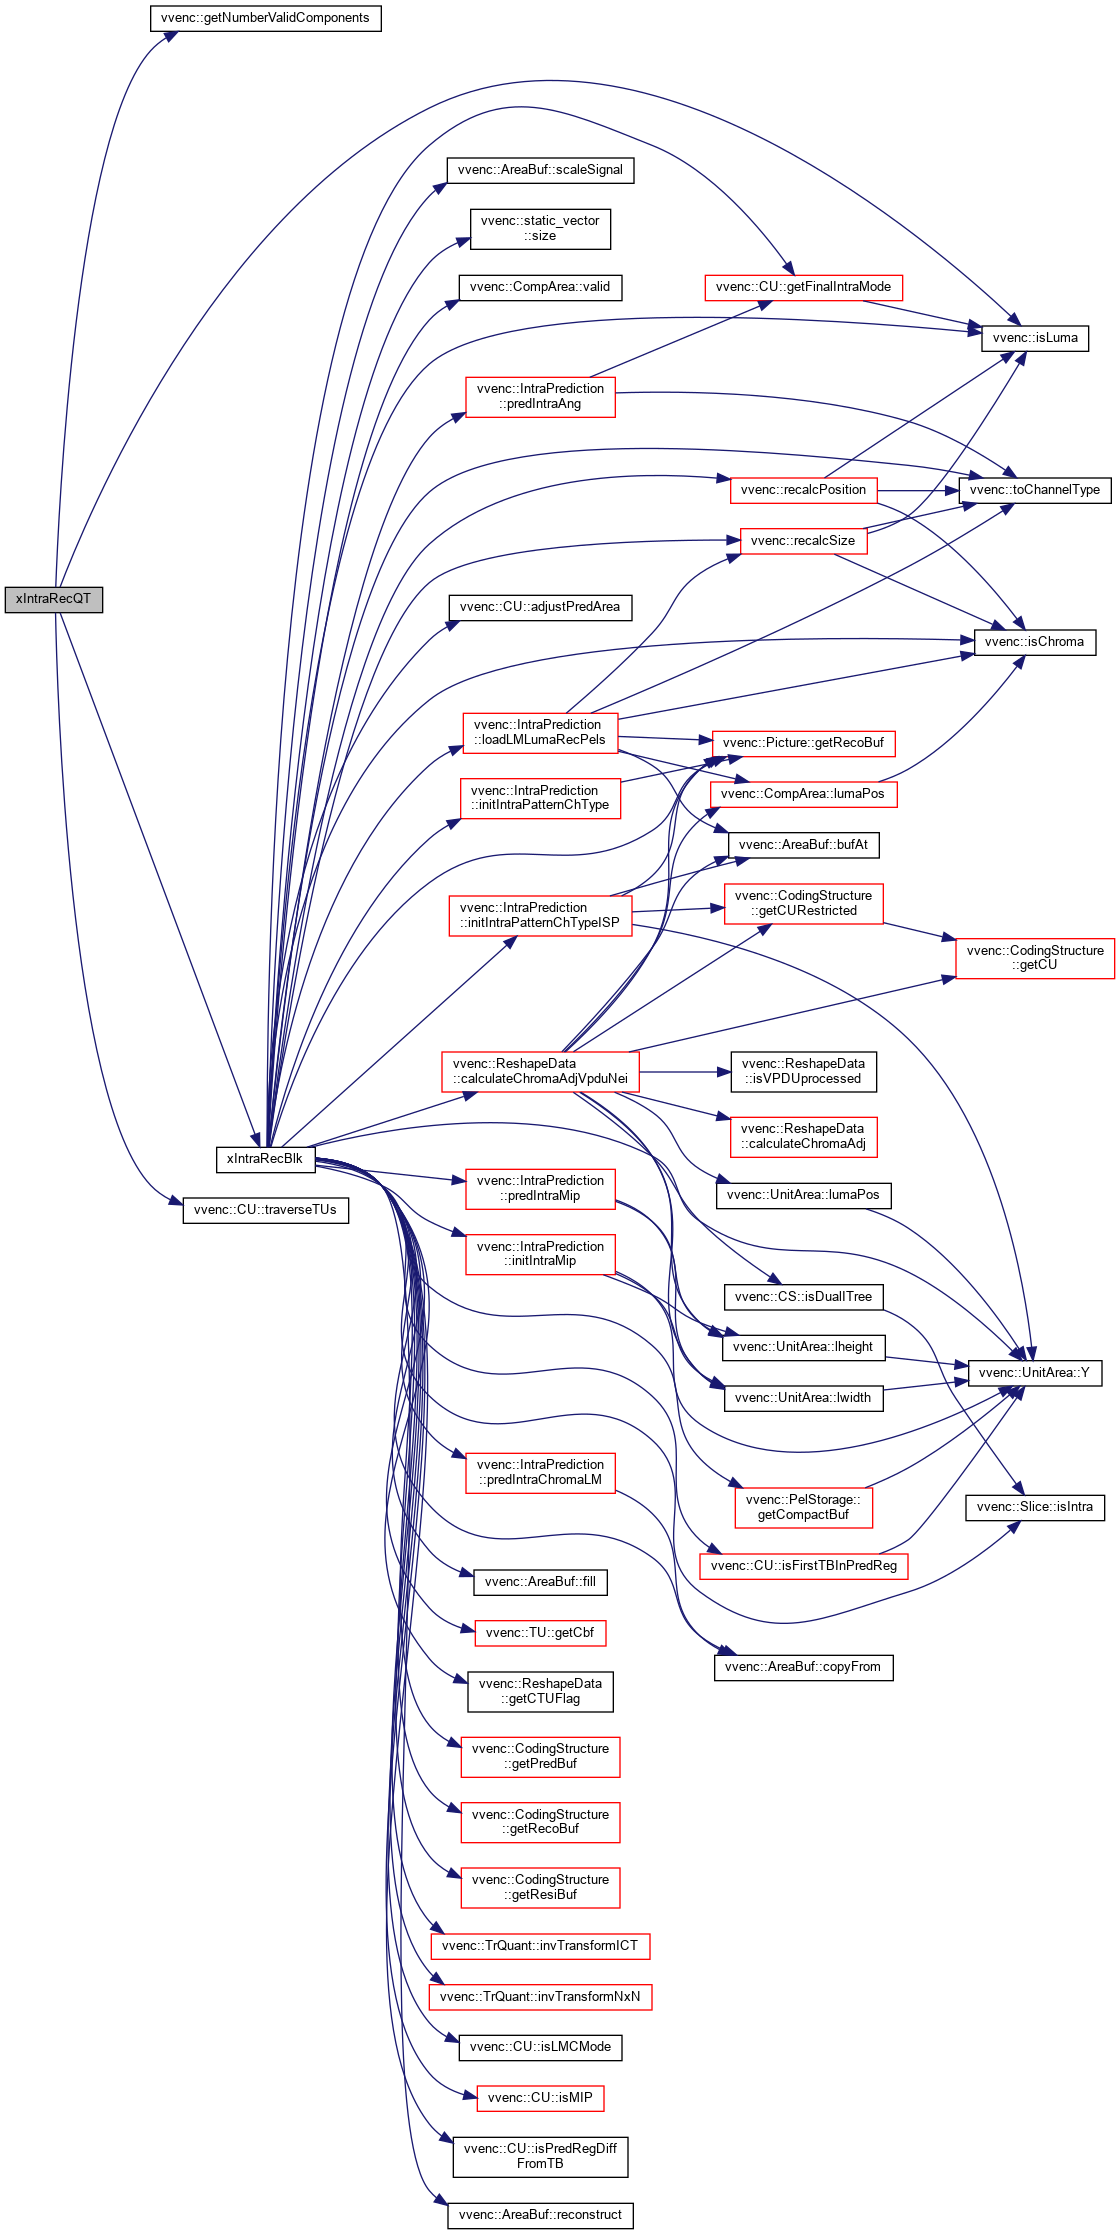 vvenc::getNumberValidComponents
vvenc::AreaBuf::scaleSignal
vvenc::static_vector
::size
vvenc::CompArea::valid
vvenc::CU::getFinalIntraMode
vvenc::isLuma
vvenc::IntraPrediction
::predIntraAng
vvenc::recalcPosition
vvenc::toChannelType
vvenc::recalcSize
xIntraRecQT
vvenc::CU::adjustPredArea
vvenc::isChroma
vvenc::IntraPrediction
::loadLMLumaRecPels
vvenc::Picture::getRecoBuf
vvenc::IntraPrediction
::initIntraPatternChType
vvenc::CompArea::lumaPos
vvenc::AreaBuf::bufAt
vvenc::IntraPrediction
::initIntraPatternChTypeISP
vvenc::CodingStructure
::getCURestricted
vvenc::CodingStructure
::getCU
vvenc::ReshapeData
::calculateChromaAdjVpduNei
vvenc::ReshapeData
::isVPDUprocessed
vvenc::ReshapeData
::calculateChromaAdj
xIntraRecBlk
vvenc::IntraPrediction
::predIntraMip
vvenc::UnitArea::lumaPos
vvenc::CU::traverseTUs
vvenc::IntraPrediction
::initIntraMip
vvenc::CS::isDualITree
vvenc::UnitArea::lheight
vvenc::UnitArea::Y
vvenc::UnitArea::lwidth
vvenc::IntraPrediction
::predIntraChromaLM
vvenc::PelStorage::
getCompactBuf
vvenc::Slice::isIntra
vvenc::CU::isFirstTBInPredReg
vvenc::AreaBuf::fill
vvenc::TU::getCbf
vvenc::AreaBuf::copyFrom
vvenc::ReshapeData
::getCTUFlag
vvenc::CodingStructure
::getPredBuf
vvenc::CodingStructure
::getRecoBuf
vvenc::CodingStructure
::getResiBuf
vvenc::TrQuant::invTransformICT
vvenc::TrQuant::invTransformNxN
vvenc::CU::isLMCMode
vvenc::CU::isMIP
vvenc::CU::isPredRegDiff
FromTB
vvenc::AreaBuf::reconstruct